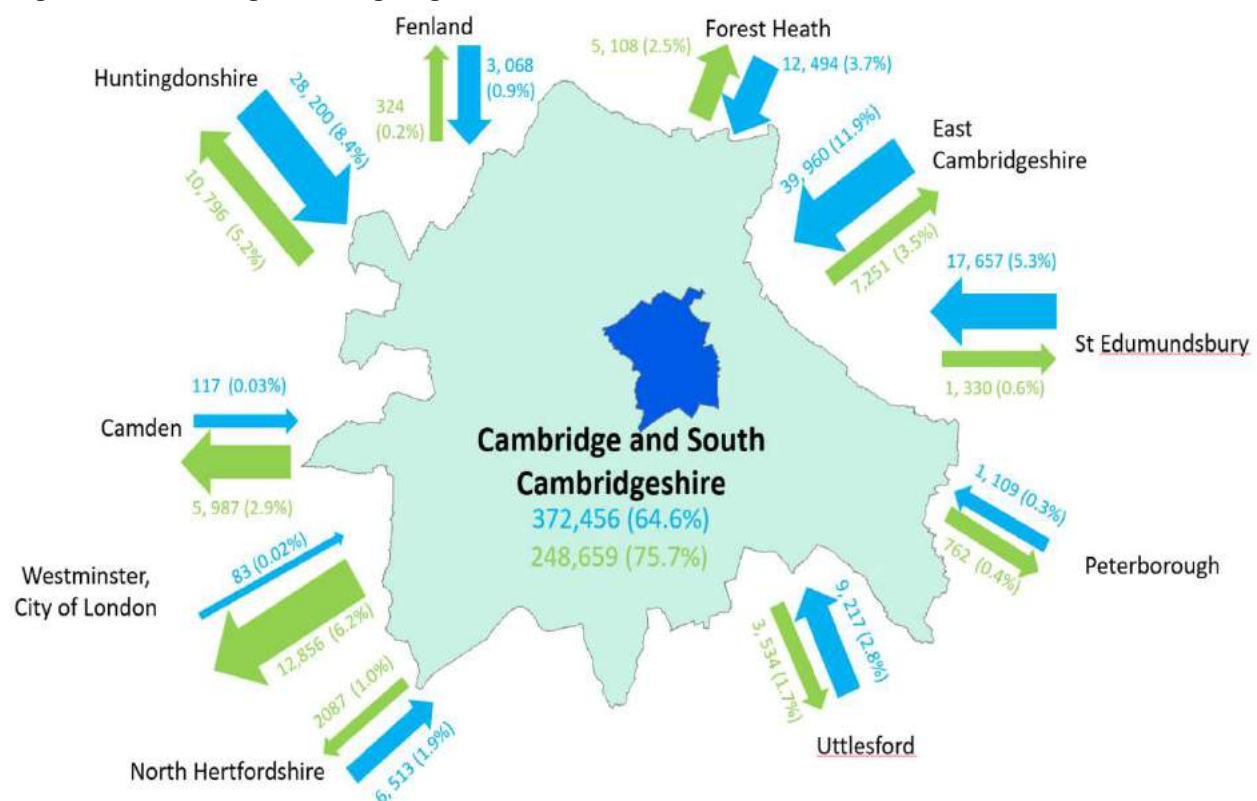 Fenland
Forest Heath
5, 108 (2.5%)
12, 494 (3.7%)
3, 068
(0.9%)
324
(0.2%)
Huntingdonshire
28, 200 (8.4%)
10, 796 (5.2%)
39, 960 (11.9%)
East
Cambridgeshire
7,251 (3.5%)
17, 657 (5.3%)
St Edumundsbury
1, 330 (0.6%)
117 (0.03%)
Camden
5, 987 (2.9%)
Cambridge and South
Cambridgeshire
372,456 (64.6%)
248,659 (75.7%)
1, 109 (0.3%)
762 (0.4%)
Peterborough
83 (0.02%)
Westminster,
City of London
12,856 (6.2%)
9, 217 (2.8%)
3, 534 (1.7%)
Uttlesford
2087 (1.0%)
North Hertfordshire
6, 513 (1.9%)